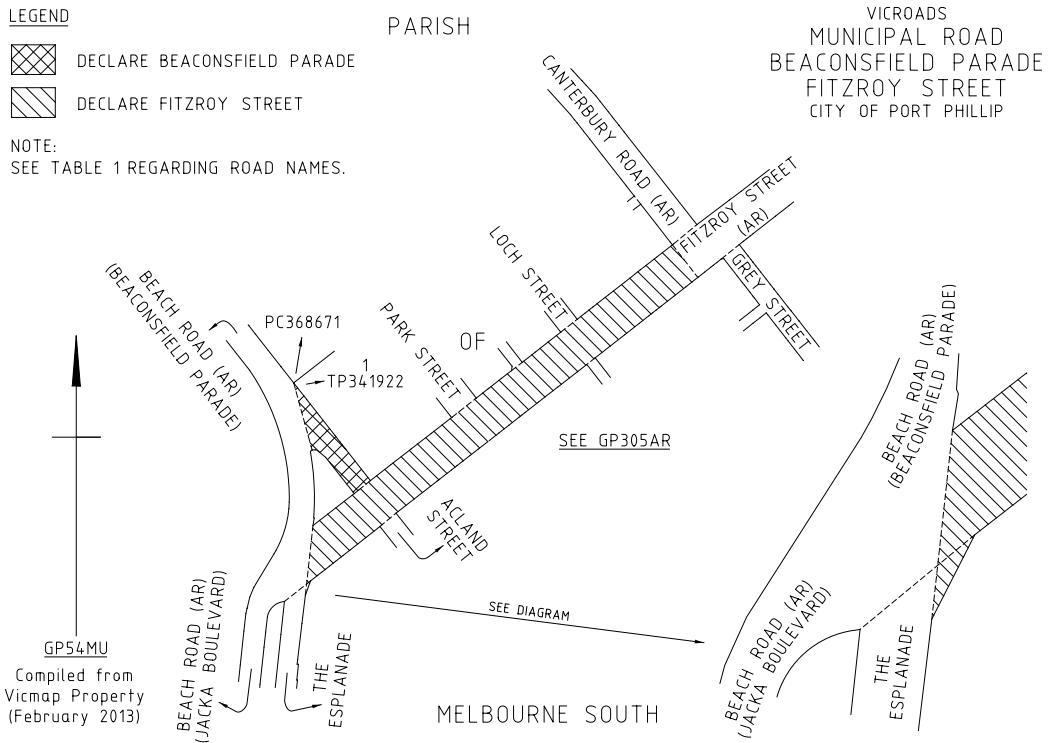 LEGEND
DECLARE BEACONSFIELD PARADE
DECLARE FITZROY STREET
NOTE:
SEE TABLE 1 REGARDING ROAD NAMES.
PARISH
VICROADS
MUNICIPAL ROAD
BEACONSFIELD PARADE
FITZROY STREET
CITY OF PORT PHILLIP
CANTERBURY ROAD (AR)
FITZROY STREET
(AR)
GREY STREET
LOCH STREET
PARK STREET
OF
BEACH ROAD (AR)
(BEACONSFIELD PARADE)
PC368671
1
TP341922
SEE GP305AR
ACLAND
STREET
BEACH ROAD (AR)
(BEACONSFIELD PARADE)
SEE DIAGRAM
BEACH ROAD (AR)
(JACKA BOULEVARD)
THE
ESPLANADE
BEACH ROAD (AR)
(JACKA BOULEVARD)
THE
ESPLANADE
GP54MU
Compiled from
Vicmap Property
(February 2013)
MELBOURNE SOUTH